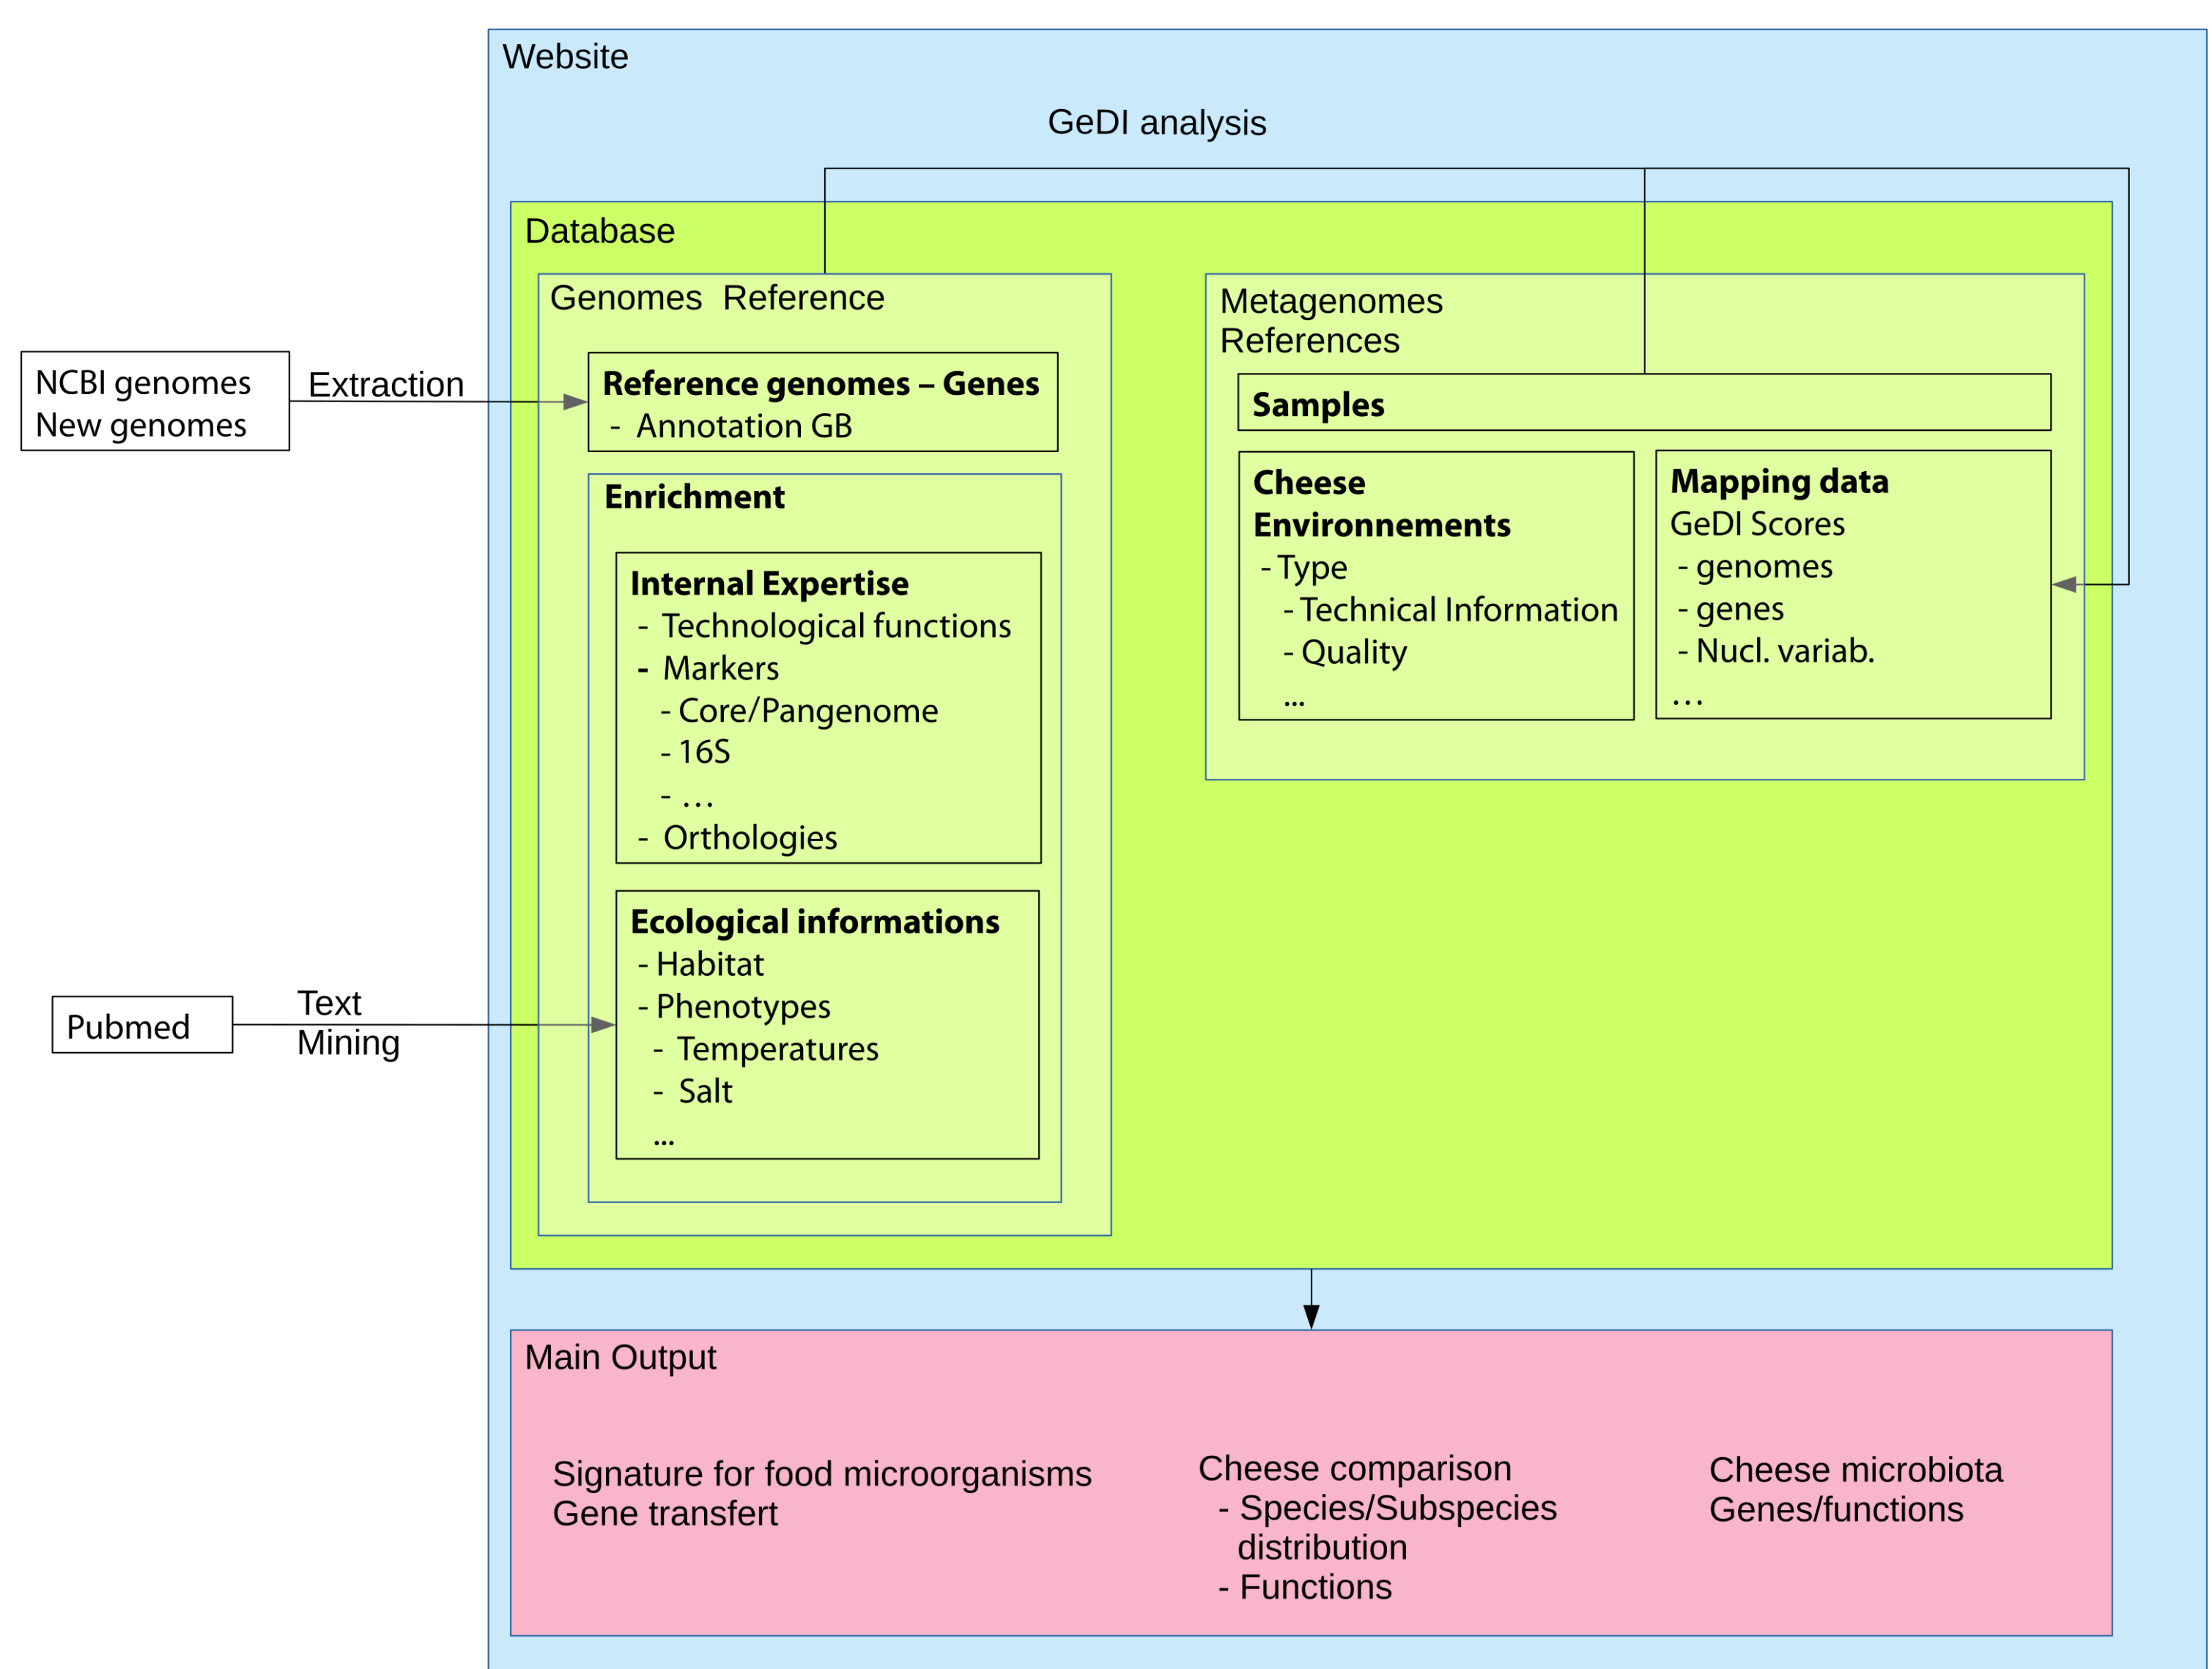 Website
GeDI analysis
Database
Genomes  Reference
Reference genomes – Genes
-  Annotation GB
Enrichment
Internal Expertise
-  Technological functions
-  Markers
- Core/Pangenome
- 16S
- …
-  Orthologies
Ecological informations
- Habitat
- Phenotypes
-  Temperatures
-  Salt
...
Metagenomes
References
Samples
Cheese
Environnements
- Type
- Technical Information
- Quality
...
Mapping data
GeDI Scores
- genomes
- genes
- Nucl. variab.
…
NCBI genomes
New genomes
Extraction
Pubmed
Text
Mining
Main Output
Signature for food microorganisms
Gene transfert
Cheese comparison
- Species/Subspecies
distribution
- Functions
Cheese microbiota
Genes/functions